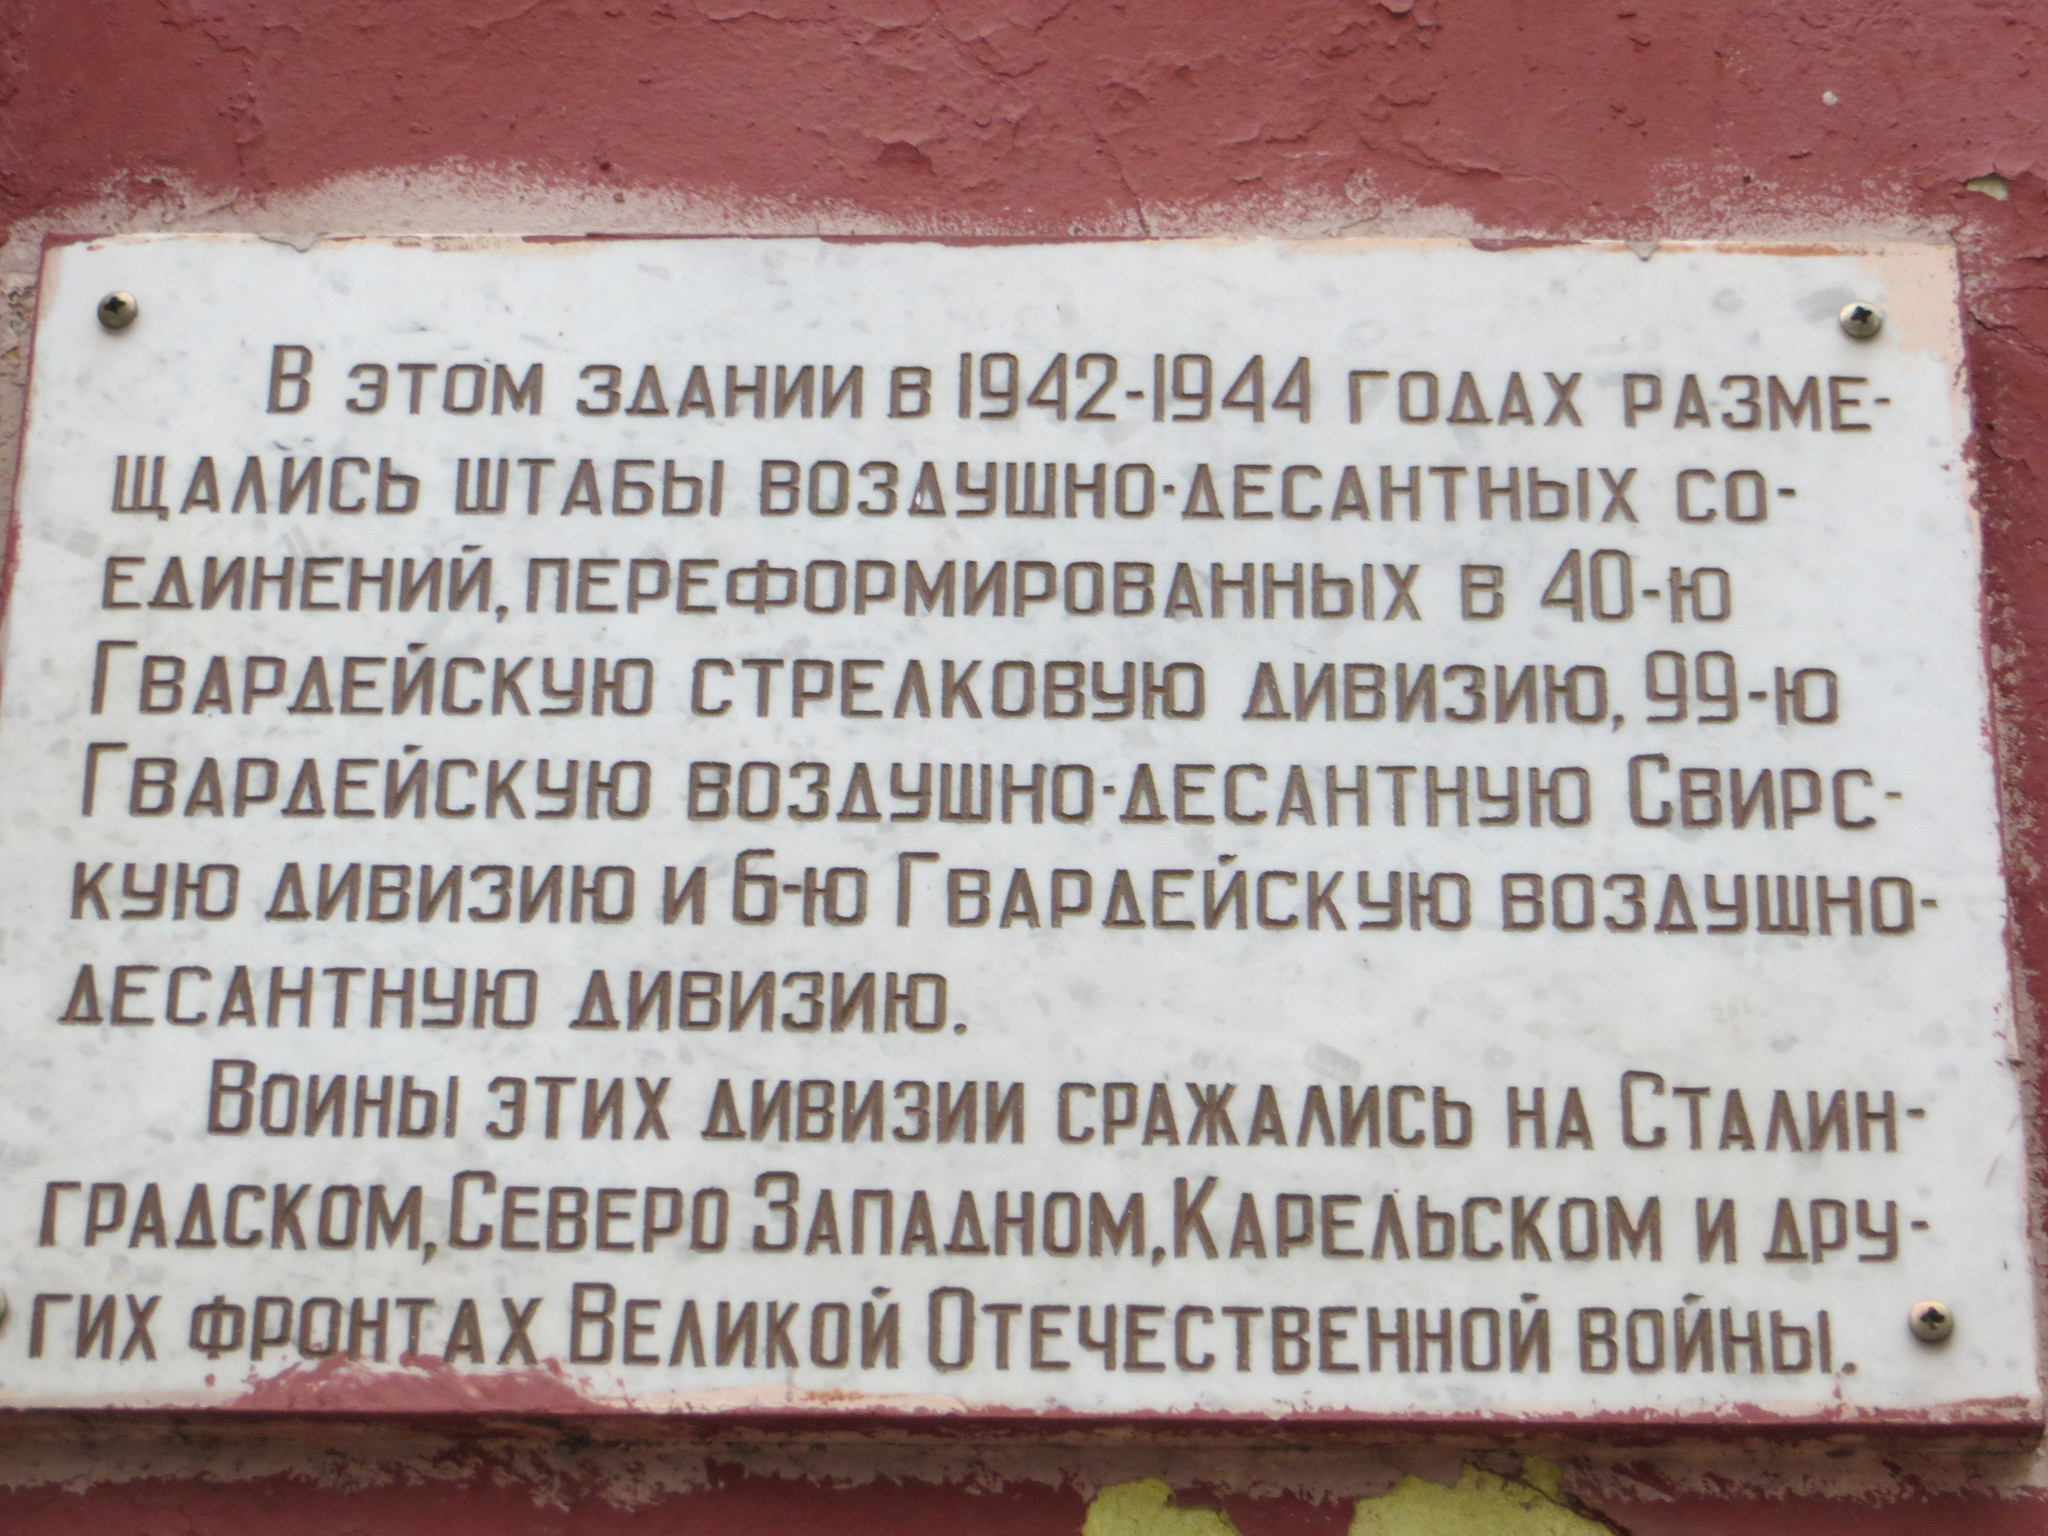 В этом здании в 1942-1944 годах разме-
щались штабы воздушно-десантных со-
единений, переформированных в 40-ю
Гвардейскую стрелковую дивизию, 99-ю
Гвардейскую воздушно-десантную Свирс-
кую дивизию и 6-ю Гвардейскую воздушно-
десантную дивизию.
Воины этих дивизии сражались на Сталин-
градском, Северо Западном, Карельском и дру-
гих фронтах Великой Отечественной войны.